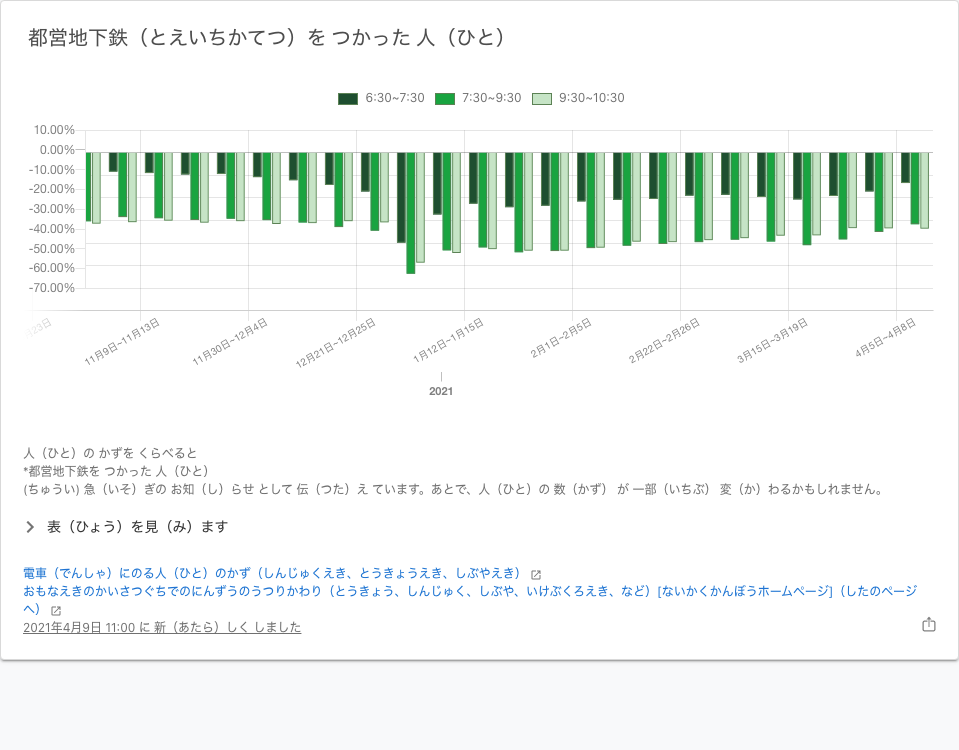 都営地下鉄（とえいちかてつ）を つかった 人（ひと）
6:30~7:30 7:30~9:30 9:30~10:30
10.00%
0.00%
-10.00%
-20.00%
-30.00%
-40.00%
-50.00%
-60.00%
-70.00%
11月9日~11月13日 11月30日~12月4日 12月21日~12月25日 1月12日~1月15日 2月1日~2月5日 2月22日~2月26日 3月15日~3月19日 4月5日~4月8日
2021
人（ひと）の かずを くらべると
*都営地下鉄を つかった 人（ひと）
(ちゅうい) 急（いそ）ぎの お知（し）らせ として 伝（つた）え ています。あとで、人（ひと）の 数（かず） が 一部（いちぶ） 変（か）わるかもしれません。
表（ひょう）を見（み）ます
電車（でんしゃ）にのる人（ひと）のかず（しんじゅくえき、とうきょうえき、しぶやえき）
おもなえきのかいさつぐちでのにんずうのうつりかわり（とうきょう、しんじゅく、しぶや、いけぶくろえき、など）[ないかくかんぼうホームページ]（したのページ
へ）
2021年4月9日 11:00 に 新（あたら）しく しました